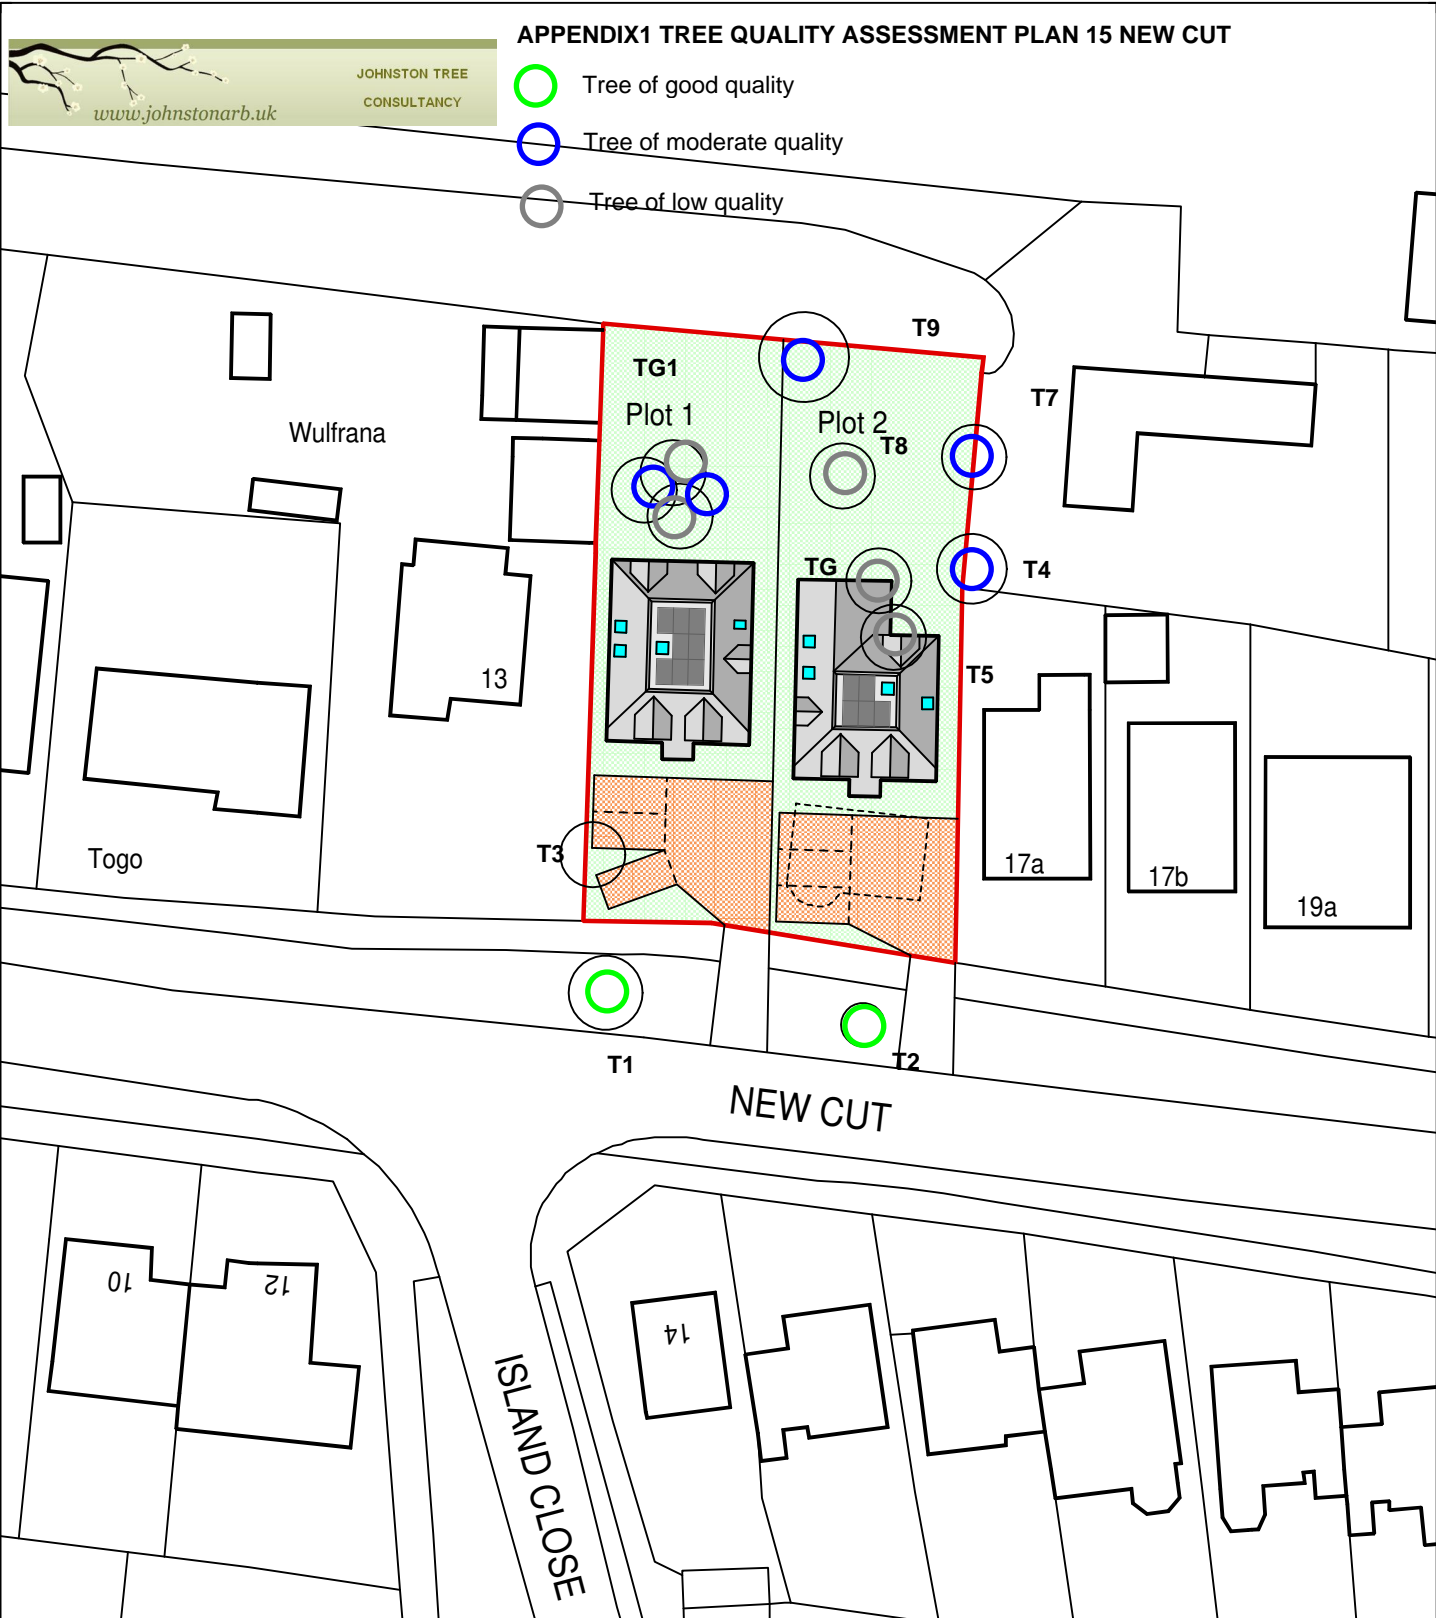 APPENDIX1 TREE QUALITY ASSESSMENT PLAN 15 NEW CUT
JOHNSTON TREE
CONSULTANCY
www.johnstonarb.uk
Tree of good quality
Tree of moderate quality
Tree of low quality
T9
TG1
T7
Plot 1
Plot 2
Wulfrana
T8
TG
T4
13
T5
T3
Togo
17a
17b
19a
T1
T2
NEW CUT
10
12
14
ISLAND CLOSE